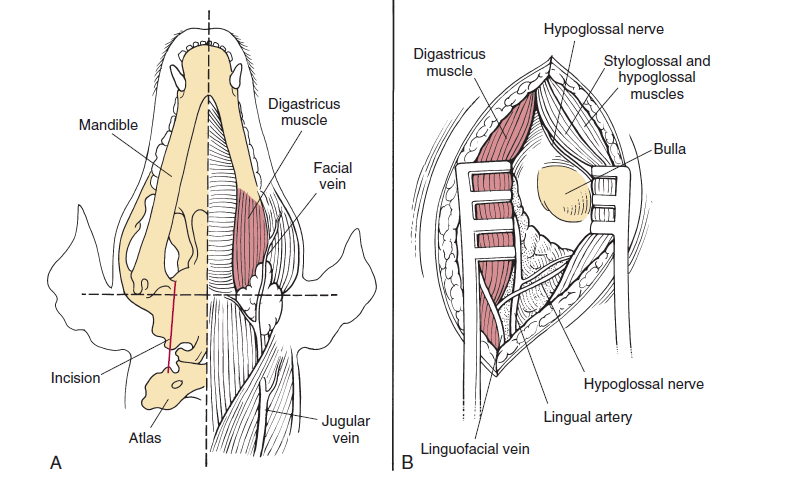 Mandible
Digastricus
muscle
Facial
vein
Incision
Atlas
Jugular
vein
A
Hypoglossal nerve
Digastricus
muscle
Styloglossal and
hypoglossal
muscles
Bulla
Hypoglossal nerve
Lingual artery
Linguofacial vein
B